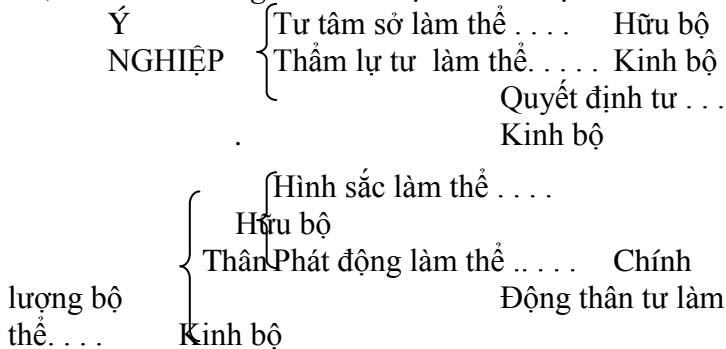 Ý Tư tâm sở làm thể . . . . Hữu bộ
NGHIỆP Thẩm lự tư làm thể. . . . . Kinh bộ
Quyết định tư . . .
. Kinh bộ
Hình sắc làm thể . . . .
Hữu bộ
Thân Phát động làm thể .. . . . Chính
lượng bộ Động thân tư làm
thể. . . . Kinh bộ